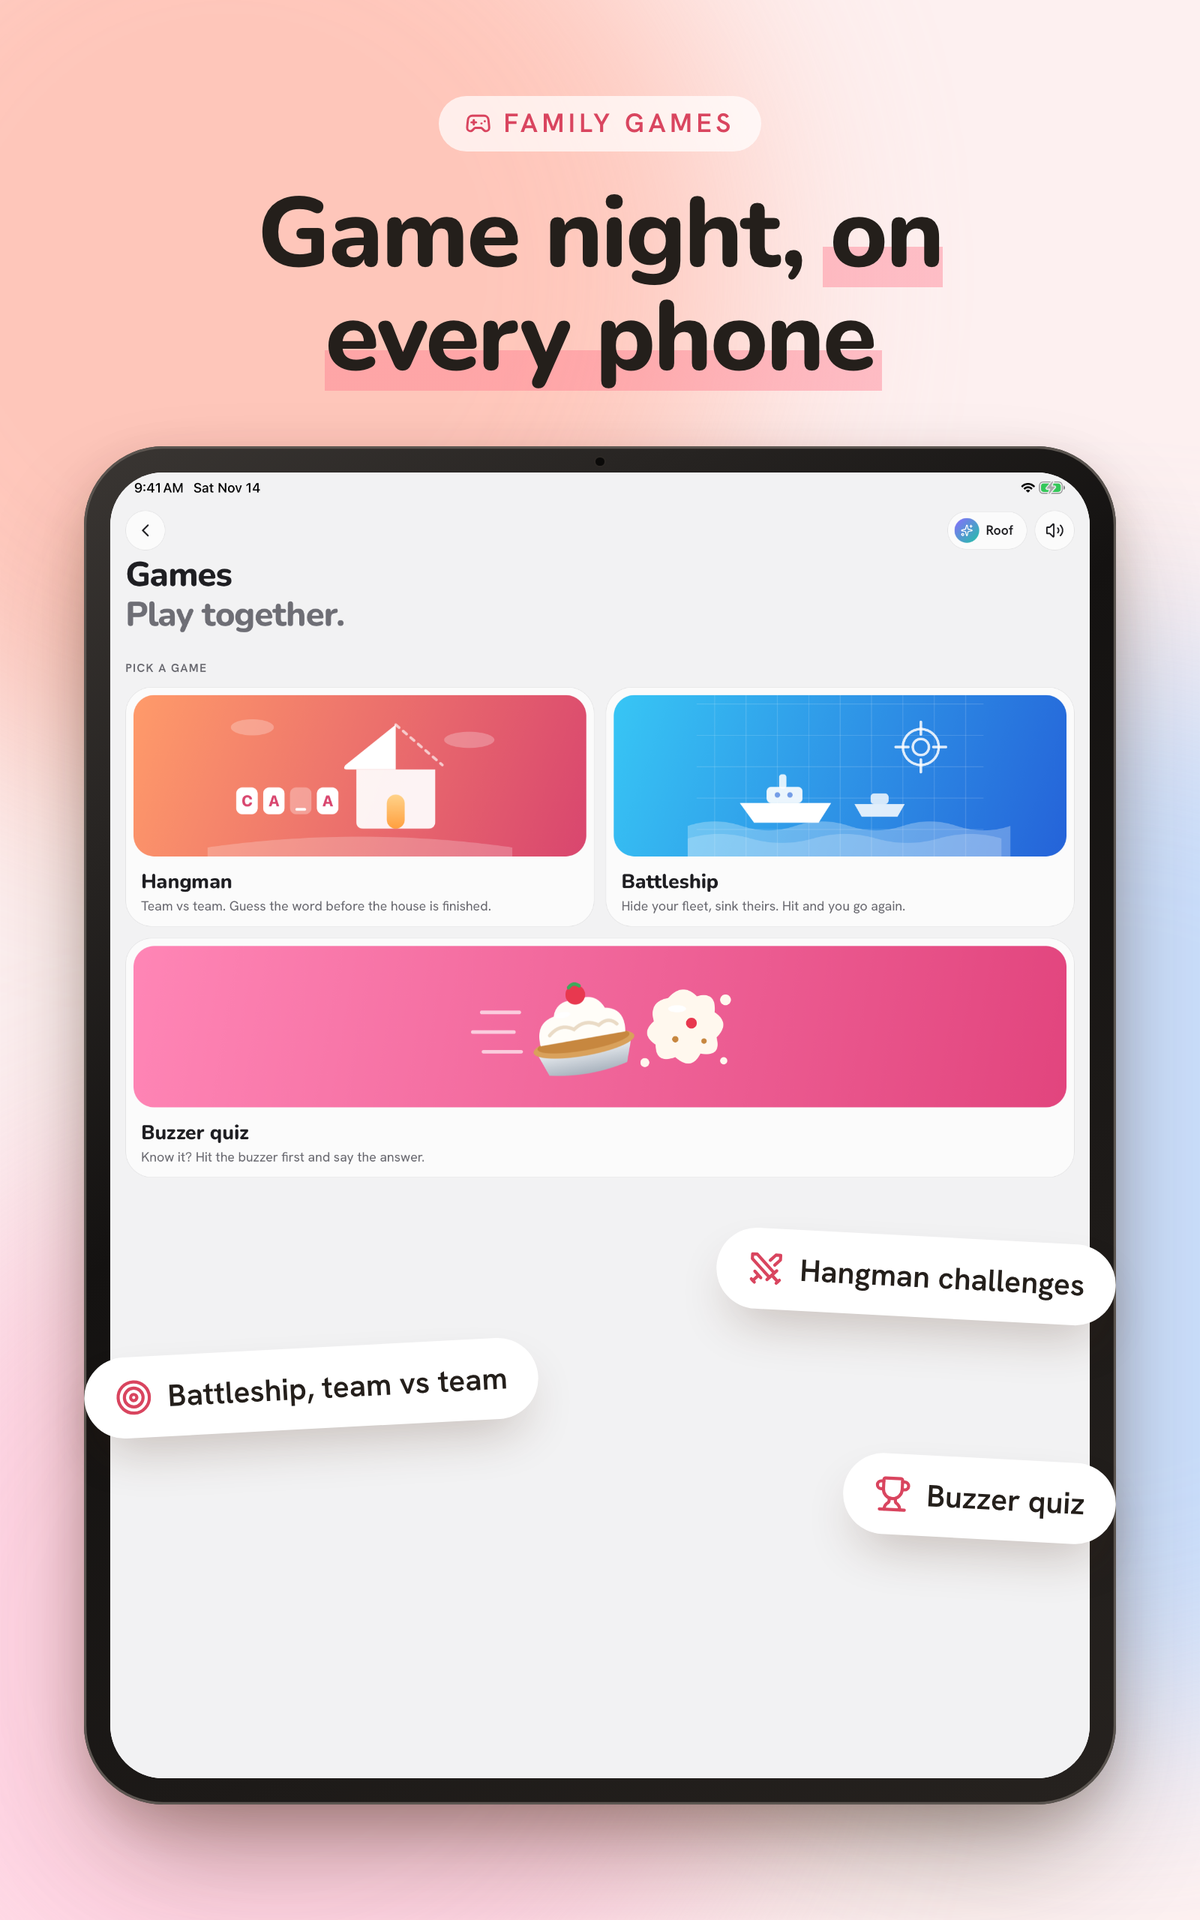 FAMILY GAMES
Game night, on
every phone
9:41 AM Sat Nov 14
Roof
Games
Play together.
PICK A GAME
C A _ A
Hangman
Team vs team. Guess the word before the house is finished.
Battleship
Hide your fleet, sink theirs. Hit and you go again.
Buzzer quiz
Know it? Hit the buzzer first and say the answer.
Hangman challenges
Battleship, team vs team
Buzzer quiz